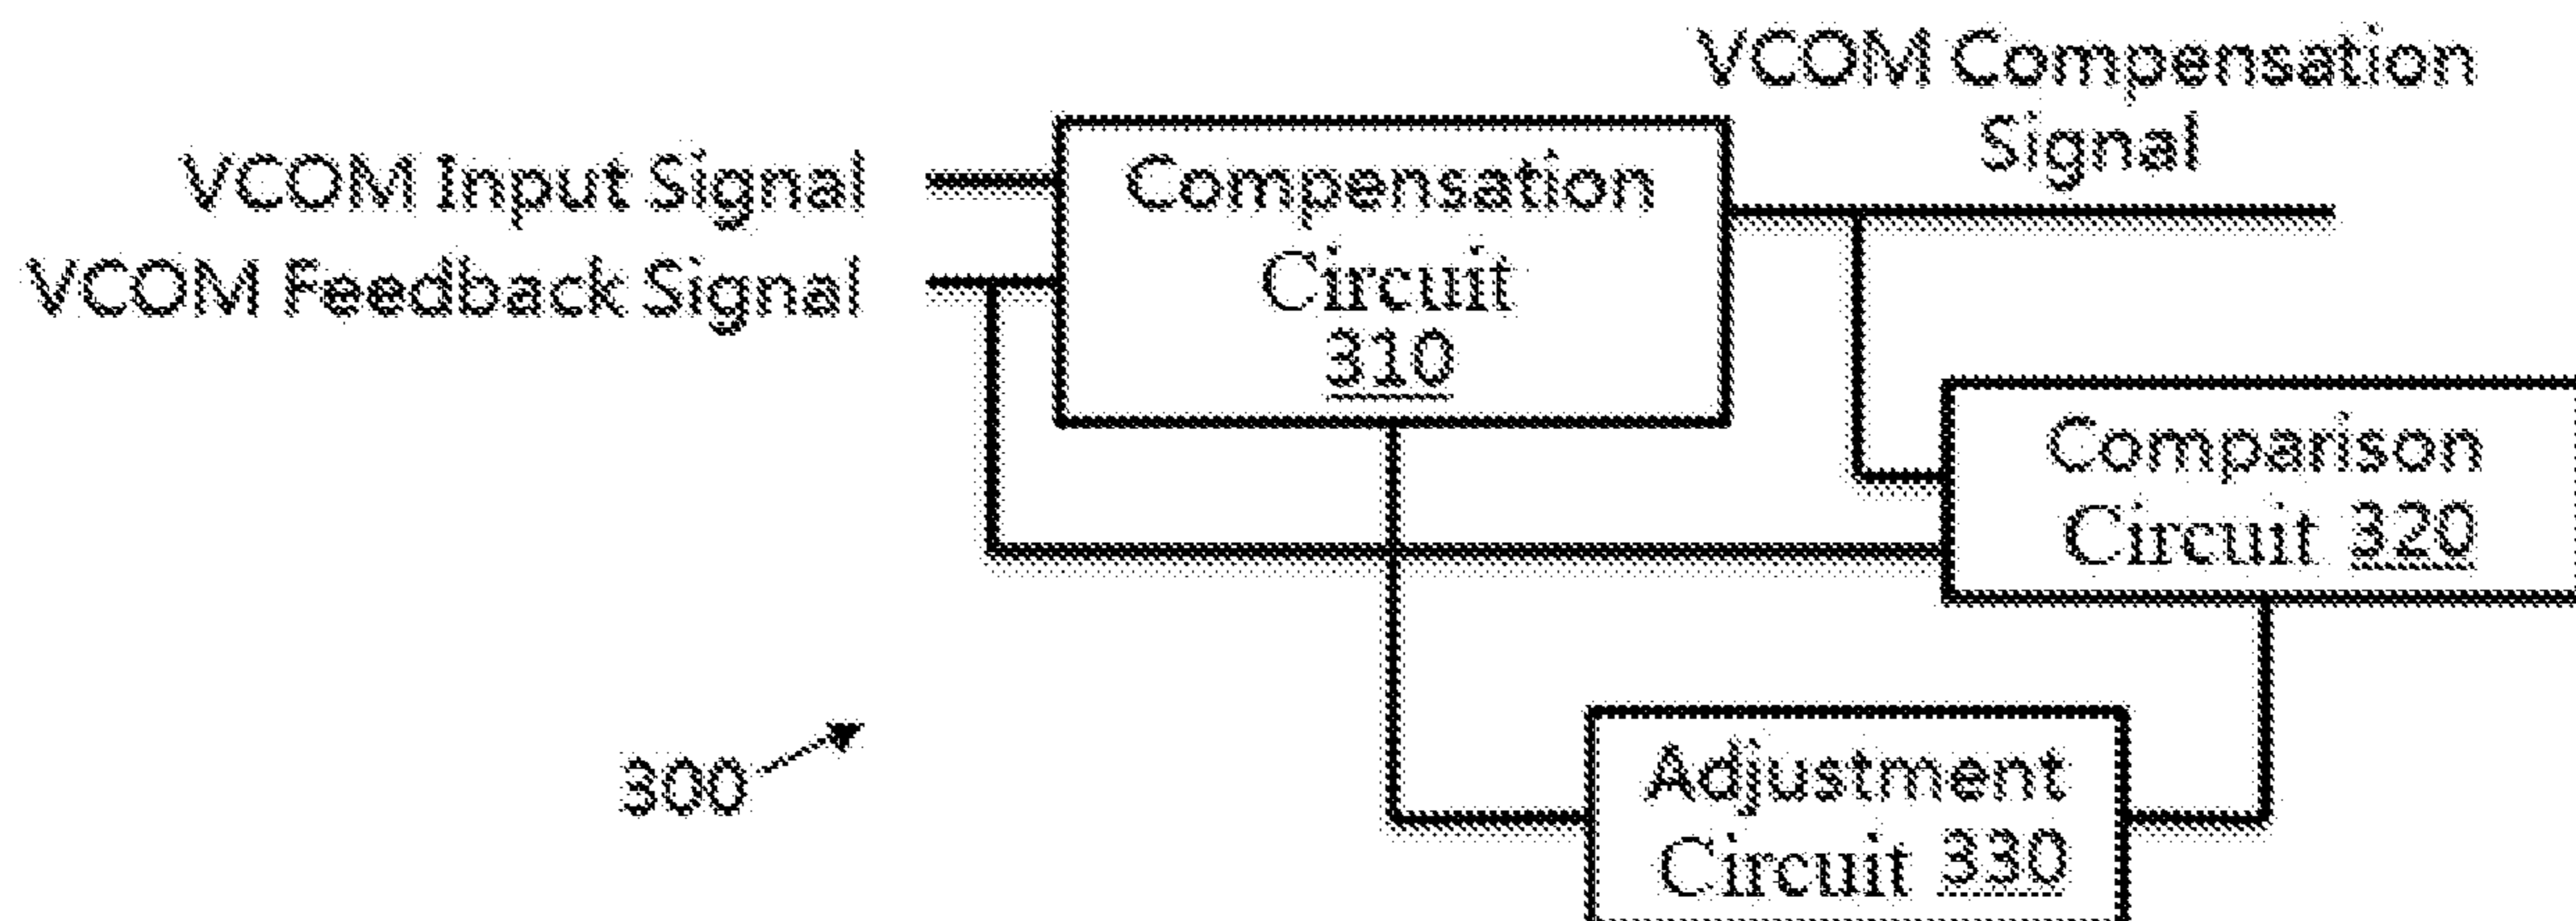 VCOM Compensation
Signal
VCOM Input Signal
VCOM Feedback Signal
Compensation
Circuit
310
Comparison
Circuit 320
300
Adjustment
Circuit 330